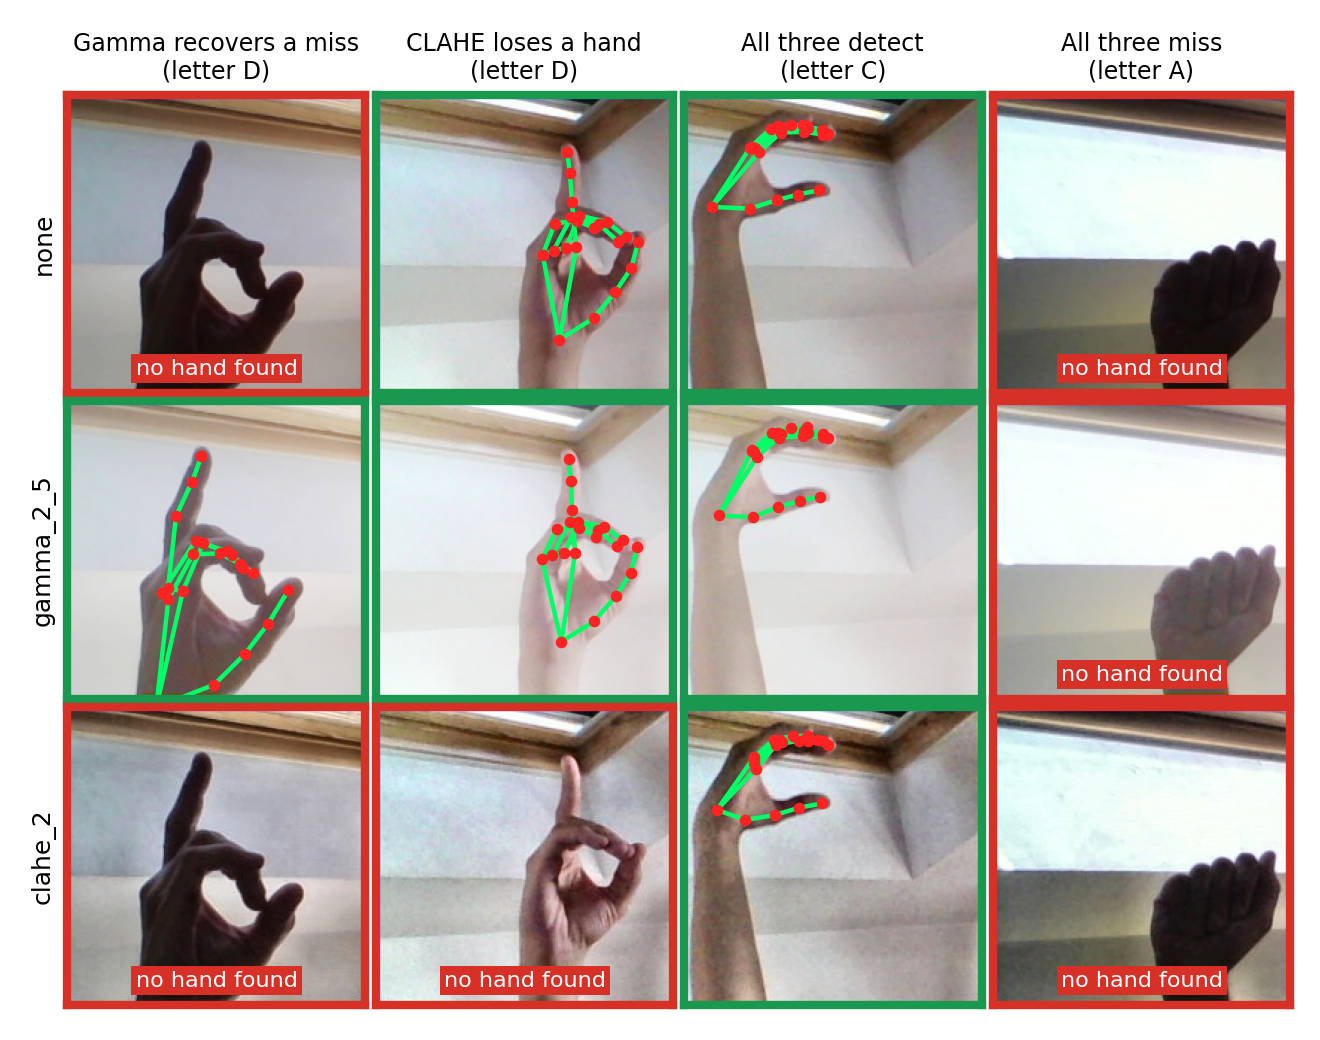 Gamma recovers a miss
(letter D)
CLAHE loses a hand
(letter D)
All three detect
(letter C)
All three miss
(letter A)
none
no hand found
no hand found
gamma_2_5
no hand found
clahe_2
no hand found
no hand found
no hand found